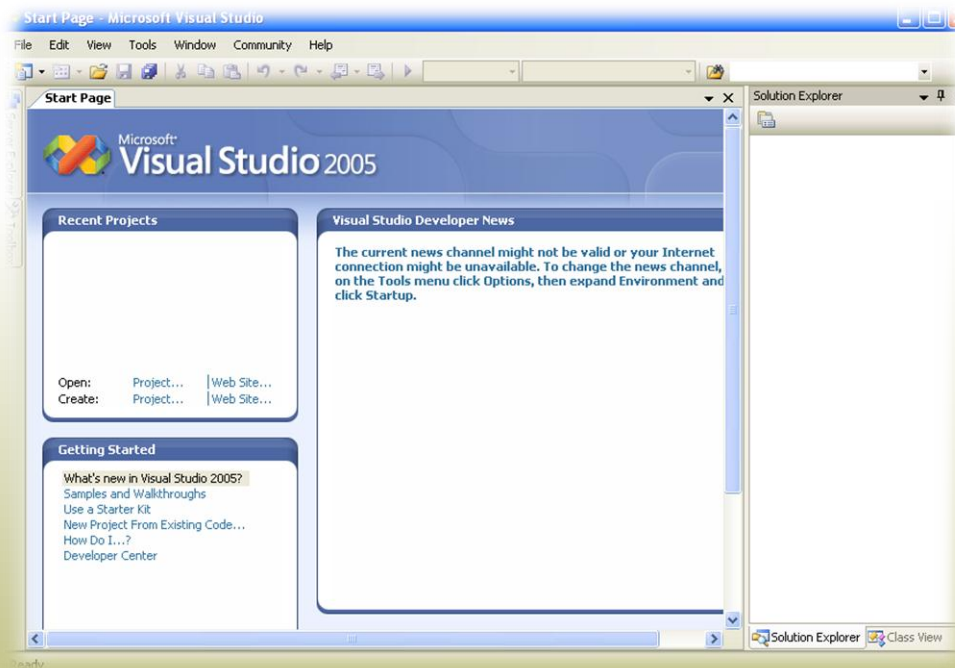 Start Page - Microsoft Visual Studio
File Edit View Tools Window Community Help
Start Page
Solution Explorer
Microsoft
Visual Studio 2005
Recent Projects
Open: Project... Web Site...
Create: Project... Web Site...
Getting Started
What's new in Visual Studio 2005?
Samples and Walkthroughs
Use a Starter Kit
New Project From Existing Code...
How Do I...?
Developer Center
Visual Studio Developer News
The current news channel might not be valid or your Internet
connection might be unavailable. To change the news channel,
on the Tools menu click Options, then expand Environment and
click Startup.
Solution Explorer Class View
Ready